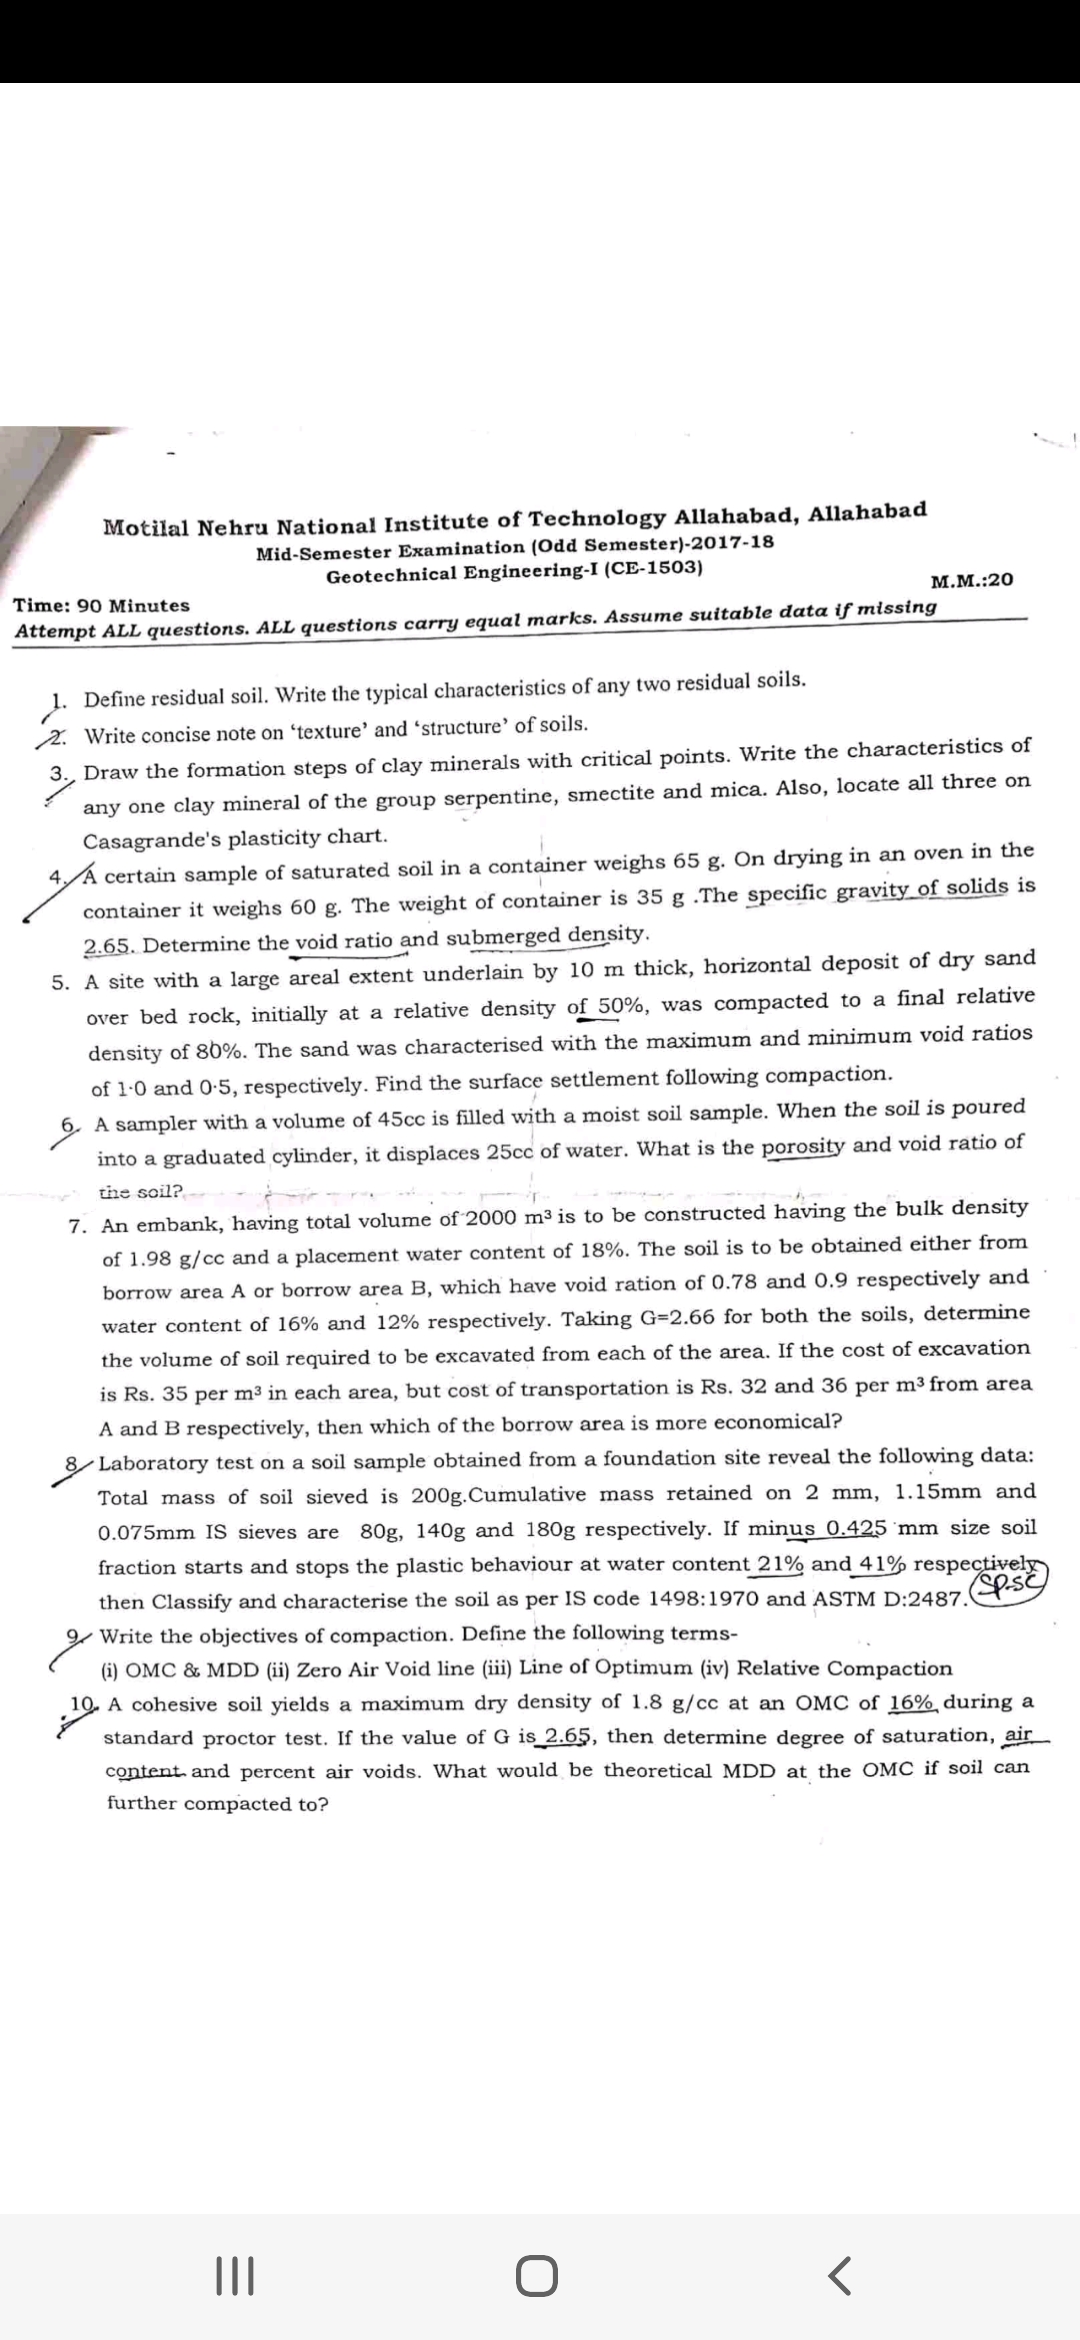 Motilal Nehru National Institute of Technology Allahabad, Allahabad
Mid-Semester Examination (Odd Semester)-2017-18
Geotechnical Engineering-I (CE-1503)
M.M.:20
Time: 90 Minutes
Attempt ALL questions. ALL questions carry equal marks. Assume suitable data if missing
1. Define residual soil. Write the typical characteristics of any two residual soils.
2. Write concise note on ‘texture’ and ‘structure’ of soils.
3. Draw the formation steps of clay minerals with critical points. Write the characteristics of
any one clay mineral of the group serpentine, smectite and mica. Also, locate all three on
Casagrande's plasticity chart.
4. A certain sample of saturated soil in a container weighs 65 g. On drying in an oven in the
container it weighs 60 g. The weight of container is 35 g .The specific gravity of solids is
2.65. Determine the void ratio and submerged density.
5. A site with a large areal extent underlain by 10 m thick, horizontal deposit of dry sand
over bed rock, initially at a relative density of 50%, was compacted to a final relative
density of 80%. The sand was characterised with the maximum and minimum void ratios
of 1·0 and 0·5, respectively. Find the surface settlement following compaction.
6. A sampler with a volume of 45cc is filled with a moist soil sample. When the soil is poured
into a graduated cylinder, it displaces 25cc of water. What is the porosity and void ratio of
the soil?
7. An embank, having total volume of 2000 m³ is to be constructed having the bulk density
of 1.98 g/cc and a placement water content of 18%. The soil is to be obtained either from
borrow area A or borrow area B, which have void ration of 0.78 and 0.9 respectively and
water content of 16% and 12% respectively. Taking G=2.66 for both the soils, determine
the volume of soil required to be excavated from each of the area. If the cost of excavation
is Rs. 35 per m³ in each area, but cost of transportation is Rs. 32 and 36 per m³ from area
A and B respectively, then which of the borrow area is more economical?
8. Laboratory test on a soil sample obtained from a foundation site reveal the following data:
Total mass of soil sieved is 200g.Cumulative mass retained on 2 mm, 1.15mm and
0.075mm IS sieves are 80g, 140g and 180g respectively. If minus 0.425 mm size soil
fraction starts and stops the plastic behaviour at water content 21% and 41% respectively
then Classify and characterise the soil as per IS code 1498:1970 and ASTM D:2487. SP-SC
9. Write the objectives of compaction. Define the following terms-
(i) OMC & MDD (ii) Zero Air Void line (iii) Line of Optimum (iv) Relative Compaction
10. A cohesive soil yields a maximum dry density of 1.8 g/cc at an OMC of 16% during a
standard proctor test. If the value of G is 2.65, then determine degree of saturation, air
content and percent air voids. What would be theoretical MDD at the OMC if soil can
further compacted to?